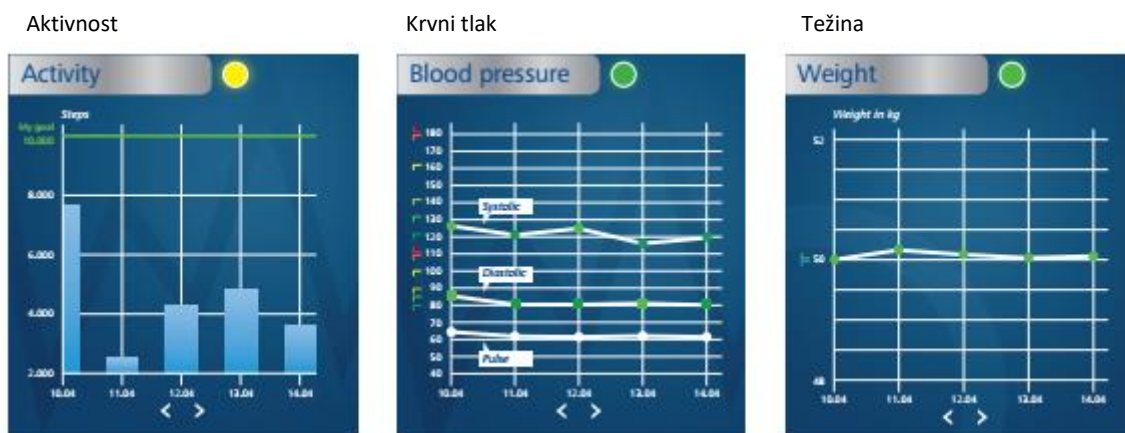 Aktivnost
Krvni tlak
Težina
Activity
Steps
My goal
10.000
8.000
6.000
4.000
2.000
10.04 11.04 12.04 13.04 14.04
< >
Blood pressure
180
170
160
150
140
130
120
110
100
90
80
70
60
50
40
Systolic
Diastolic
Pulse
10.04 11.04 12.04 13.04 14.04
< >
Weight
Weight in kg
52
50
48
10.04 11.04 12.04 13.04 14.04
< >